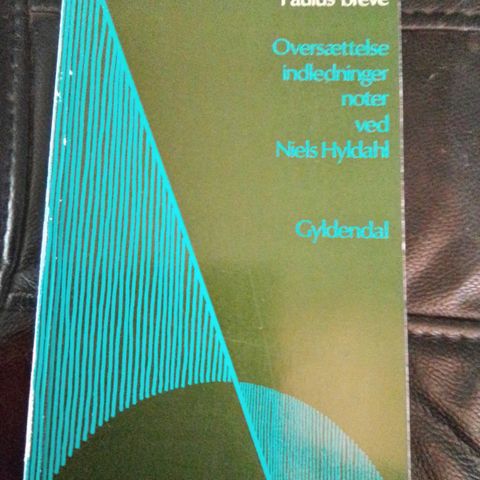 Paulus' breve
Oversættelse
indledninger
noter
ved
Niels Hyldahl
Gyldendal